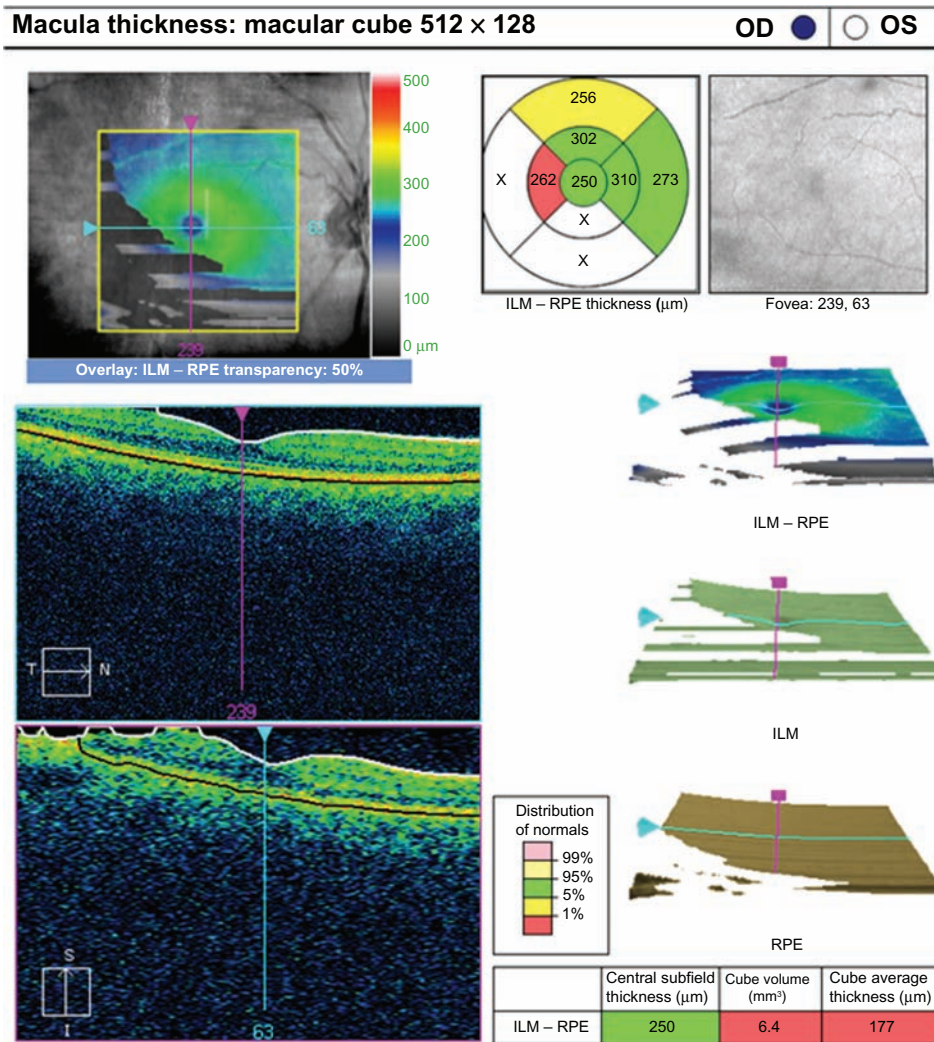 Macula thickness: macular cube 512 × 128 OD OS
500
400
300
200
100
0 μm
63
239
Overlay: ILM – RPE transparency: 50%
256
302
X 262 250 310 273
X
X
ILM – RPE thickness (μm)
Fovea: 239, 63
ILM – RPE
T N
239
ILM
S
I
63
Distribution
of normals
99%
95%
5%
1%
RPE
Central subfield thickness (μm) Cube volume (mm³) Cube average thickness (μm)
ILM – RPE 250 6.4 177